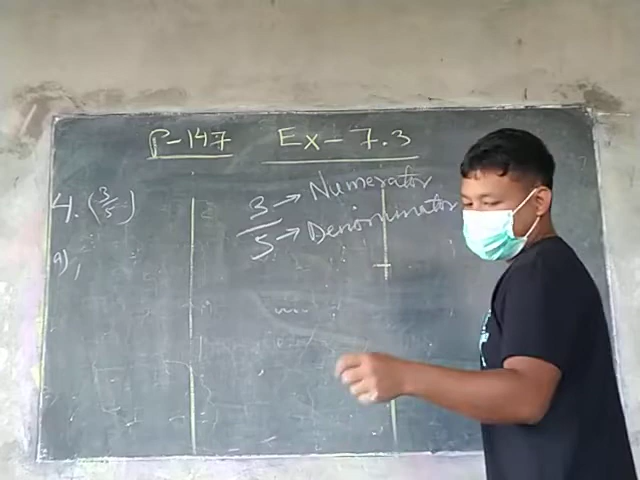 P-147 Ex-7.3
4. (3/5)
3 → Numerator
5 → Denominator
a),